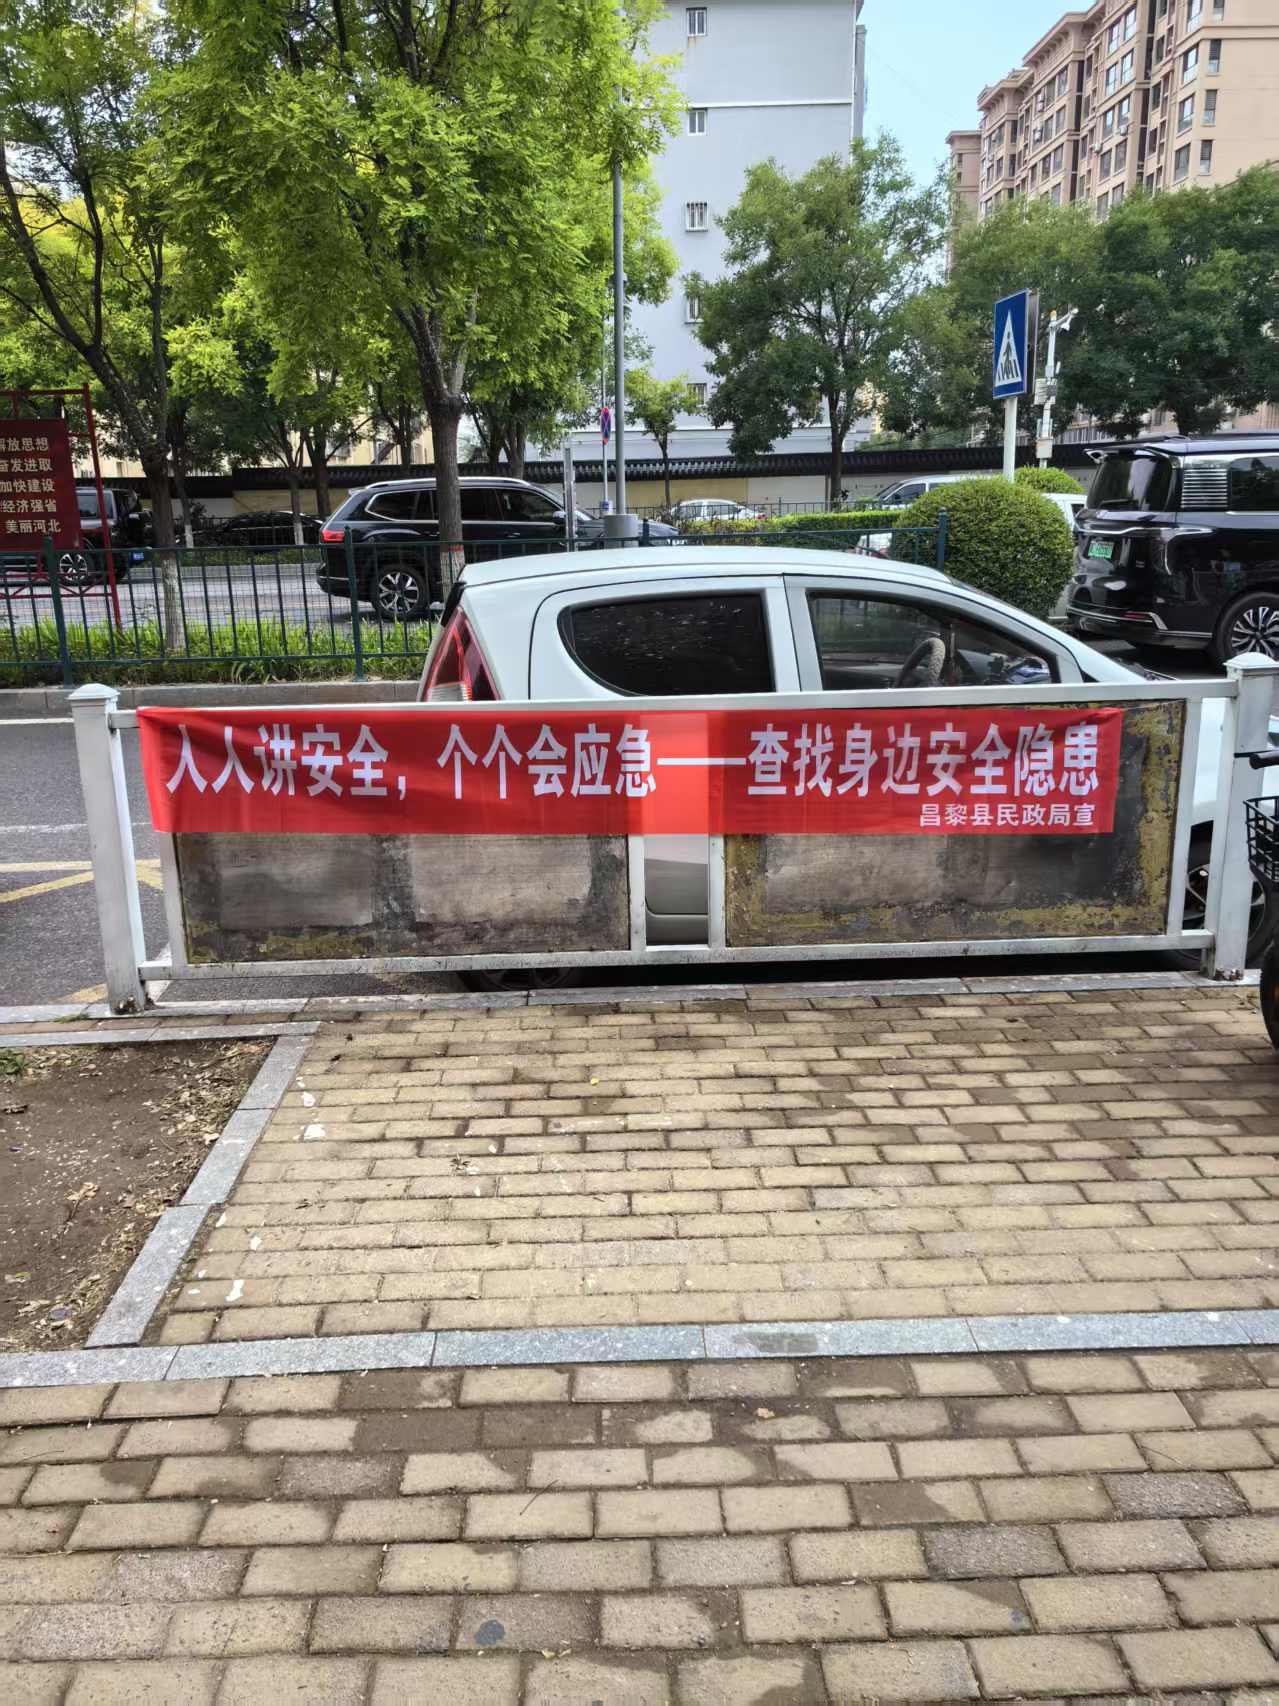 解放思想
奋发进取
加快建设
经济强省
美丽河北
人人讲安全，个个会应急——查找身边安全隐患
昌黎县民政局宣